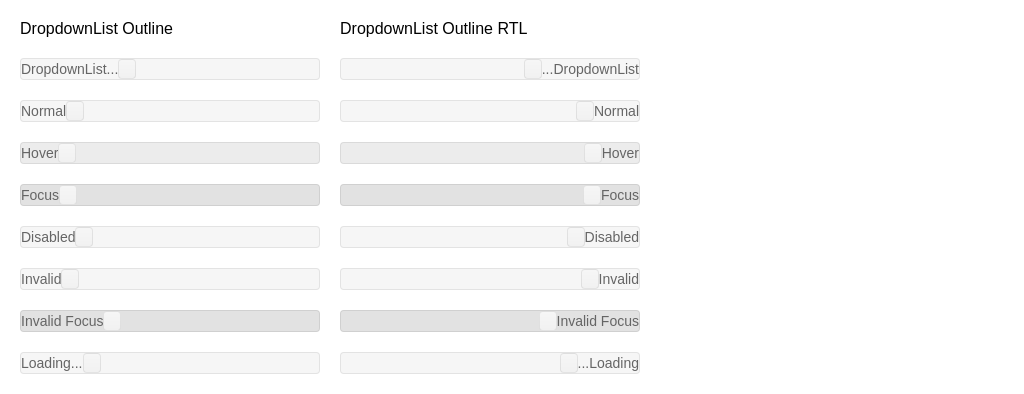 DropdownList Outline
DropdownList...
Normal
Hover
Focus
Disabled
Invalid
Invalid Focus
Loading...
DropdownList Outline RTL
...DropdownList
Normal
Hover
Focus
Disabled
Invalid
Invalid Focus
...Loading